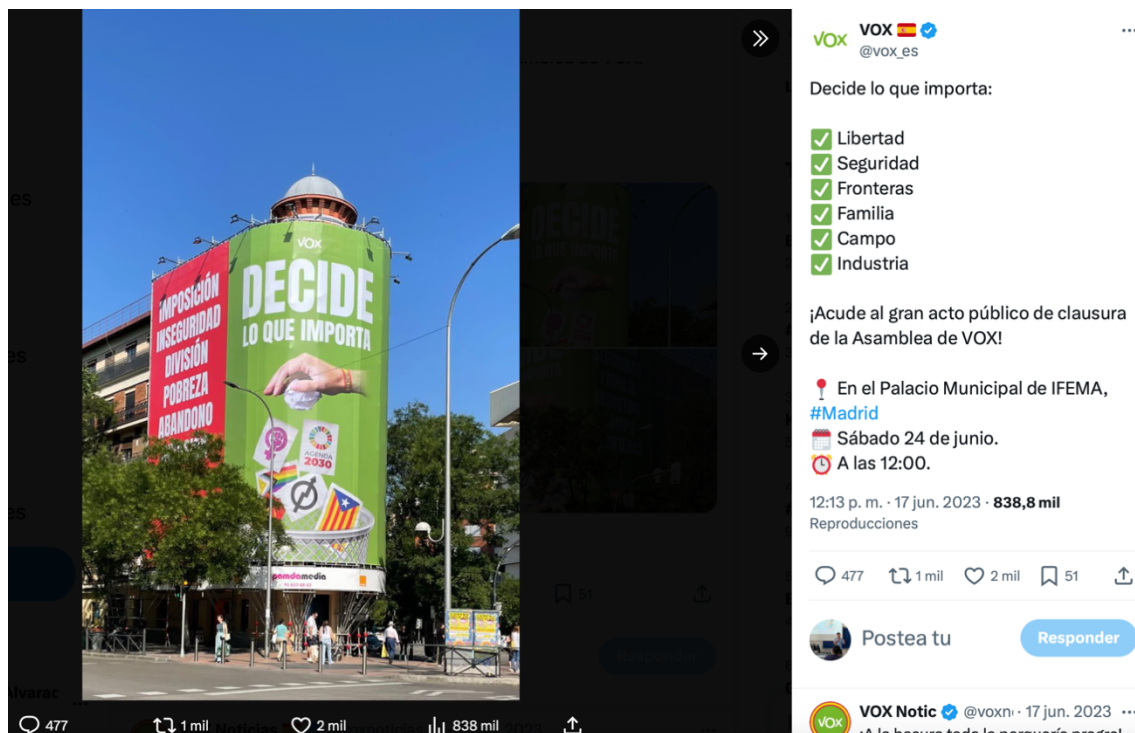 VOX
@vox_es
Decide lo que importa:
Libertad
Seguridad
Fronteras
Familia
Campo
Industria
¡Acude al gran acto público de clausura
de la Asamblea de VOX!
En el Palacio Municipal de IFEMA,
#Madrid
Sábado 24 de junio.
A las 12:00.
12:13 p. m. · 17 jun. 2023 · 838,8 mil
Reproducciones
477 1 mil 2 mil 51
Postea tu
Responder
VOX Notic @voxn · 17 jun. 2023
IMPOSICIÓN
INSEGURIDAD
DIVISIÓN
POBREZA
ABANDONO
VOX
DECIDE
LO QUE IMPORTA
AGENDA
2030
pamdamedia
477 1 mil 2 mil 838 mil